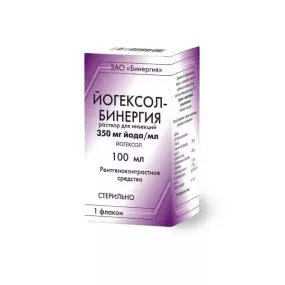 ЗАО «Бинергия»
ЙОГЕКСОЛ-
БИНЕРГИЯ
раствор для инъекций
350 мг йода/мл
ЙОГЕКСОЛ
100 мл
Рентгеноконтрастное
средство
СТЕРИЛЬНО
1 флакон